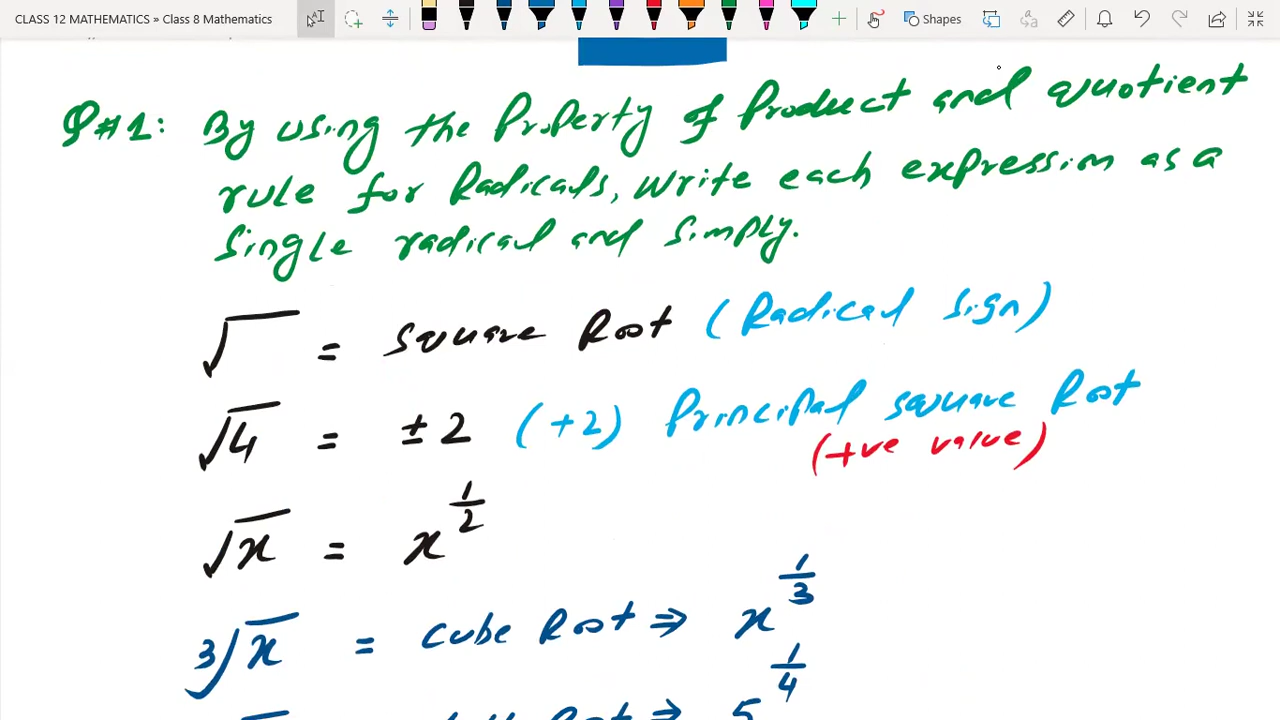 CLASS 12 MATHEMATICS » Class 8 Mathematics
Shapes
Q#1: By using the Property of Product and quotient
rule for Radicals, write each expression as a
single radical and simply.
√ = square Root (Radical sign)
√4 = ±2 (+2) Principal square Root
(+ve value)
√x = x^1/2
3√x = cube Root ⇒ x^1/3
Root ⇒ 5^1/4